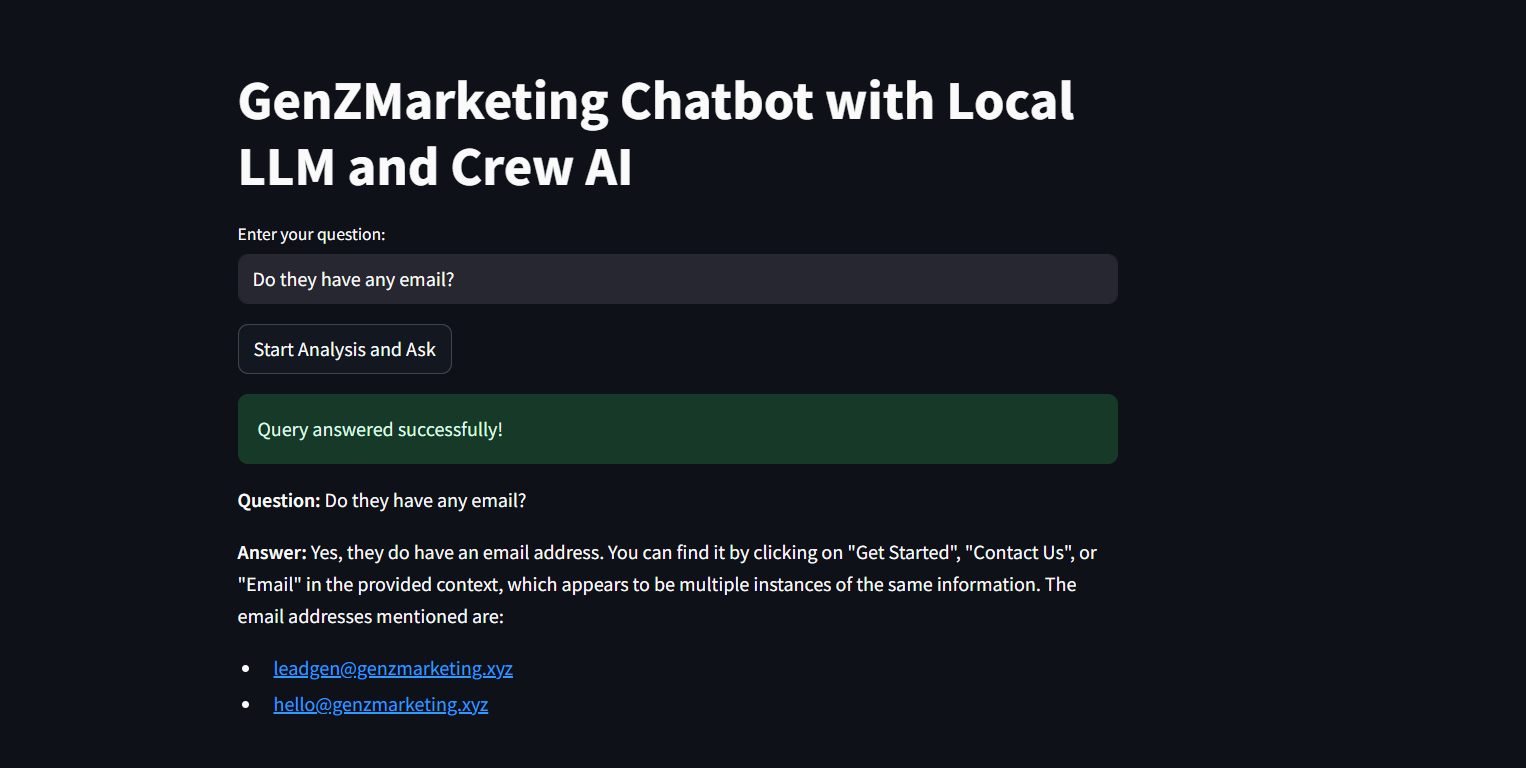 GenZMarketing Chatbot with Local
LLM and Crew AI
Enter your question:
Do they have any email?
Start Analysis and Ask
Query answered successfully!
Question: Do they have any email?
Answer: Yes, they do have an email address. You can find it by clicking on "Get Started", "Contact Us", or
"Email" in the provided context, which appears to be multiple instances of the same information. The
email addresses mentioned are:
• leadgen@genzmarketing.xyz
• hello@genzmarketing.xyz